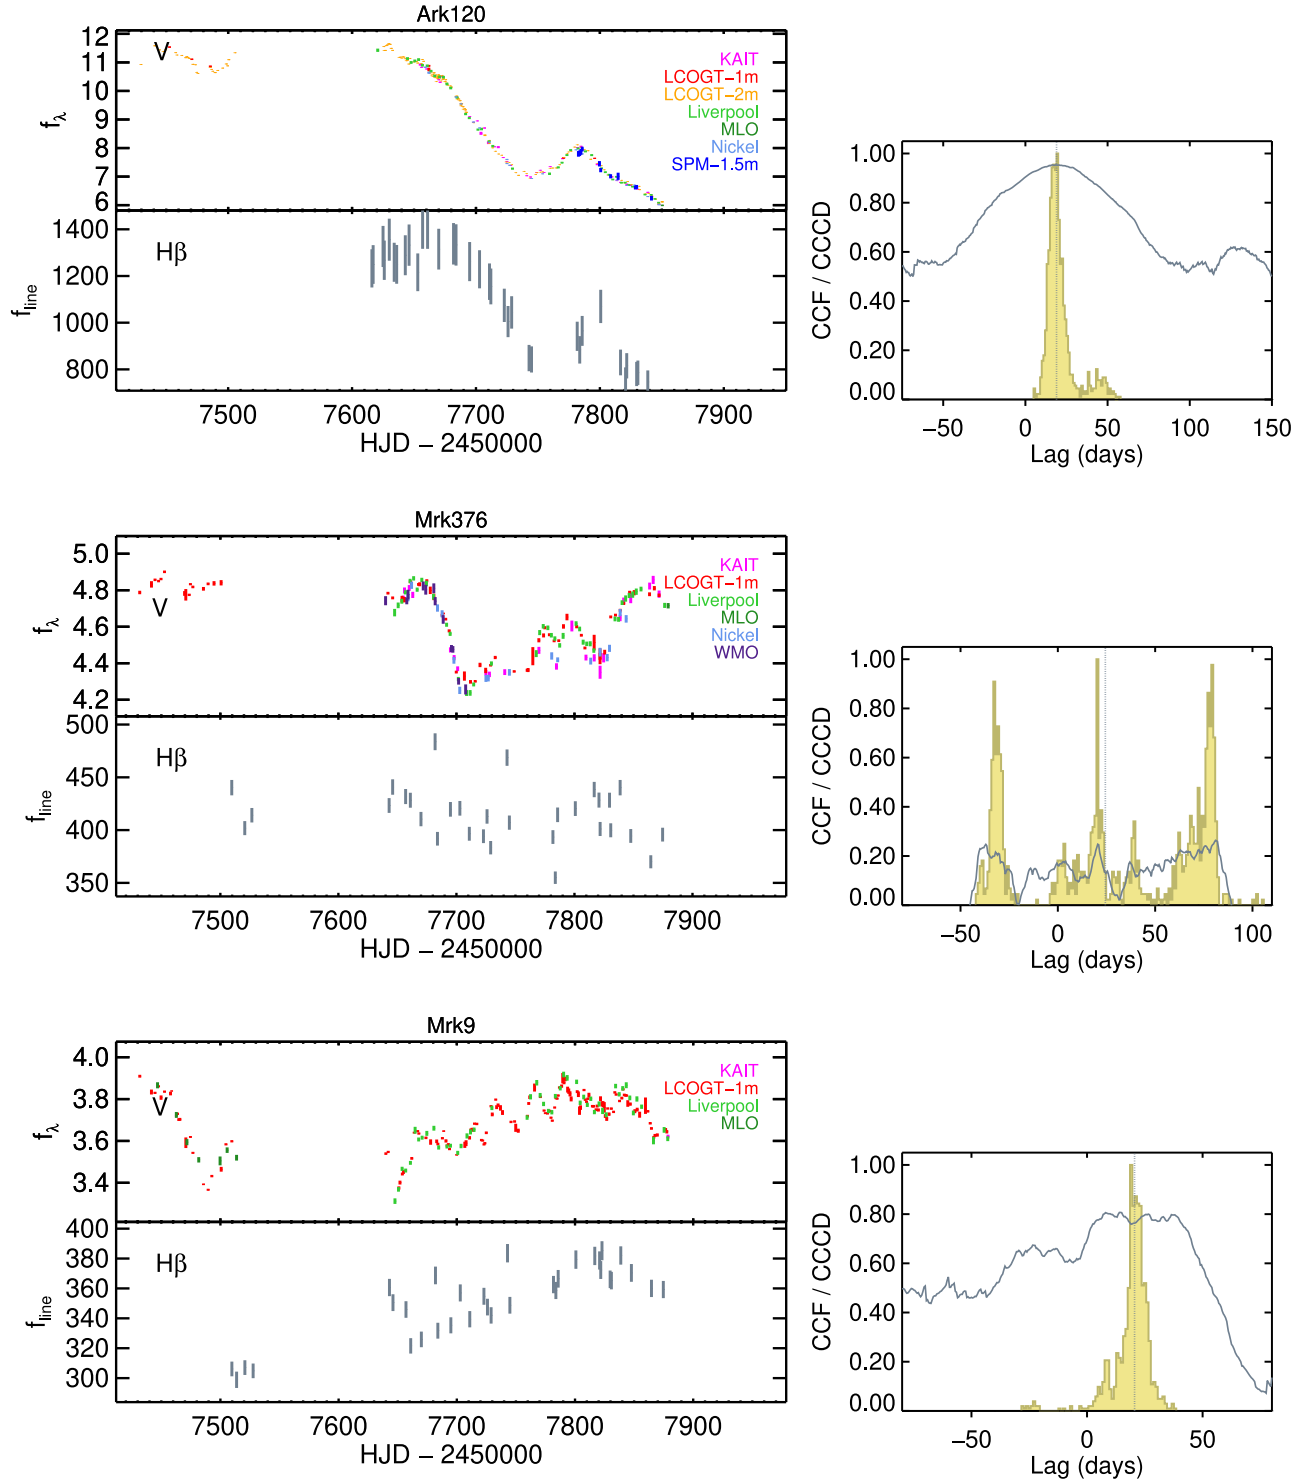 Ark120
12
11
10
9
8
7
6
fλ
V
KAIT
LCOGT−1m
LCOGT−2m
Liverpool
MLO
Nickel
SPM−1.5m
1400
1200
1000
800
fline
Hβ
7500 7600 7700 7800 7900
HJD − 2450000
1.00
0.80
0.60
0.40
0.20
0.00
CCF / CCCD
−50 0 50 100 150
Lag (days)
Mrk376
5.0
4.8
4.6
4.4
4.2
fλ
V
KAIT
LCOGT−1m
Liverpool
MLO
Nickel
WMO
500
450
400
350
fline
Hβ
7500 7600 7700 7800 7900
HJD − 2450000
1.00
0.80
0.60
0.40
0.20
0.00
CCF / CCCD
−50 0 50 100
Lag (days)
Mrk9
4.0
3.8
3.6
3.4
fλ
V
KAIT
LCOGT−1m
Liverpool
MLO
400
380
360
340
320
300
fline
Hβ
7500 7600 7700 7800 7900
HJD − 2450000
1.00
0.80
0.60
0.40
0.20
0.00
CCF / CCCD
−50 0 50
Lag (days)